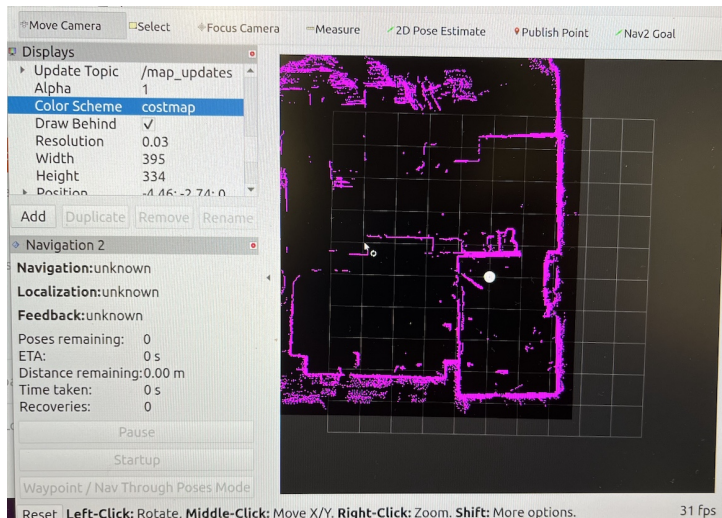 Move Camera Select Focus Camera Measure 2D Pose Estimate Publish Point Nav2 Goal
Displays
Update Topic /map_updates
Alpha 1
Color Scheme costmap
Draw Behind ✓
Resolution 0.03
Width 395
Height 334
Position -4.46; -2.74; 0
Add Duplicate Remove Rename
Navigation 2
Navigation:unknown
Localization:unknown
Feedback:unknown
Poses remaining: 0
ETA: 0 s
Distance remaining:0.00 m
Time taken: 0 s
Recoveries: 0
Pause
Startup
Waypoint / Nav Through Poses Mode
Reset Left-Click: Rotate. Middle-Click: Move X/Y. Right-Click: Zoom. Shift: More options. 31 fps